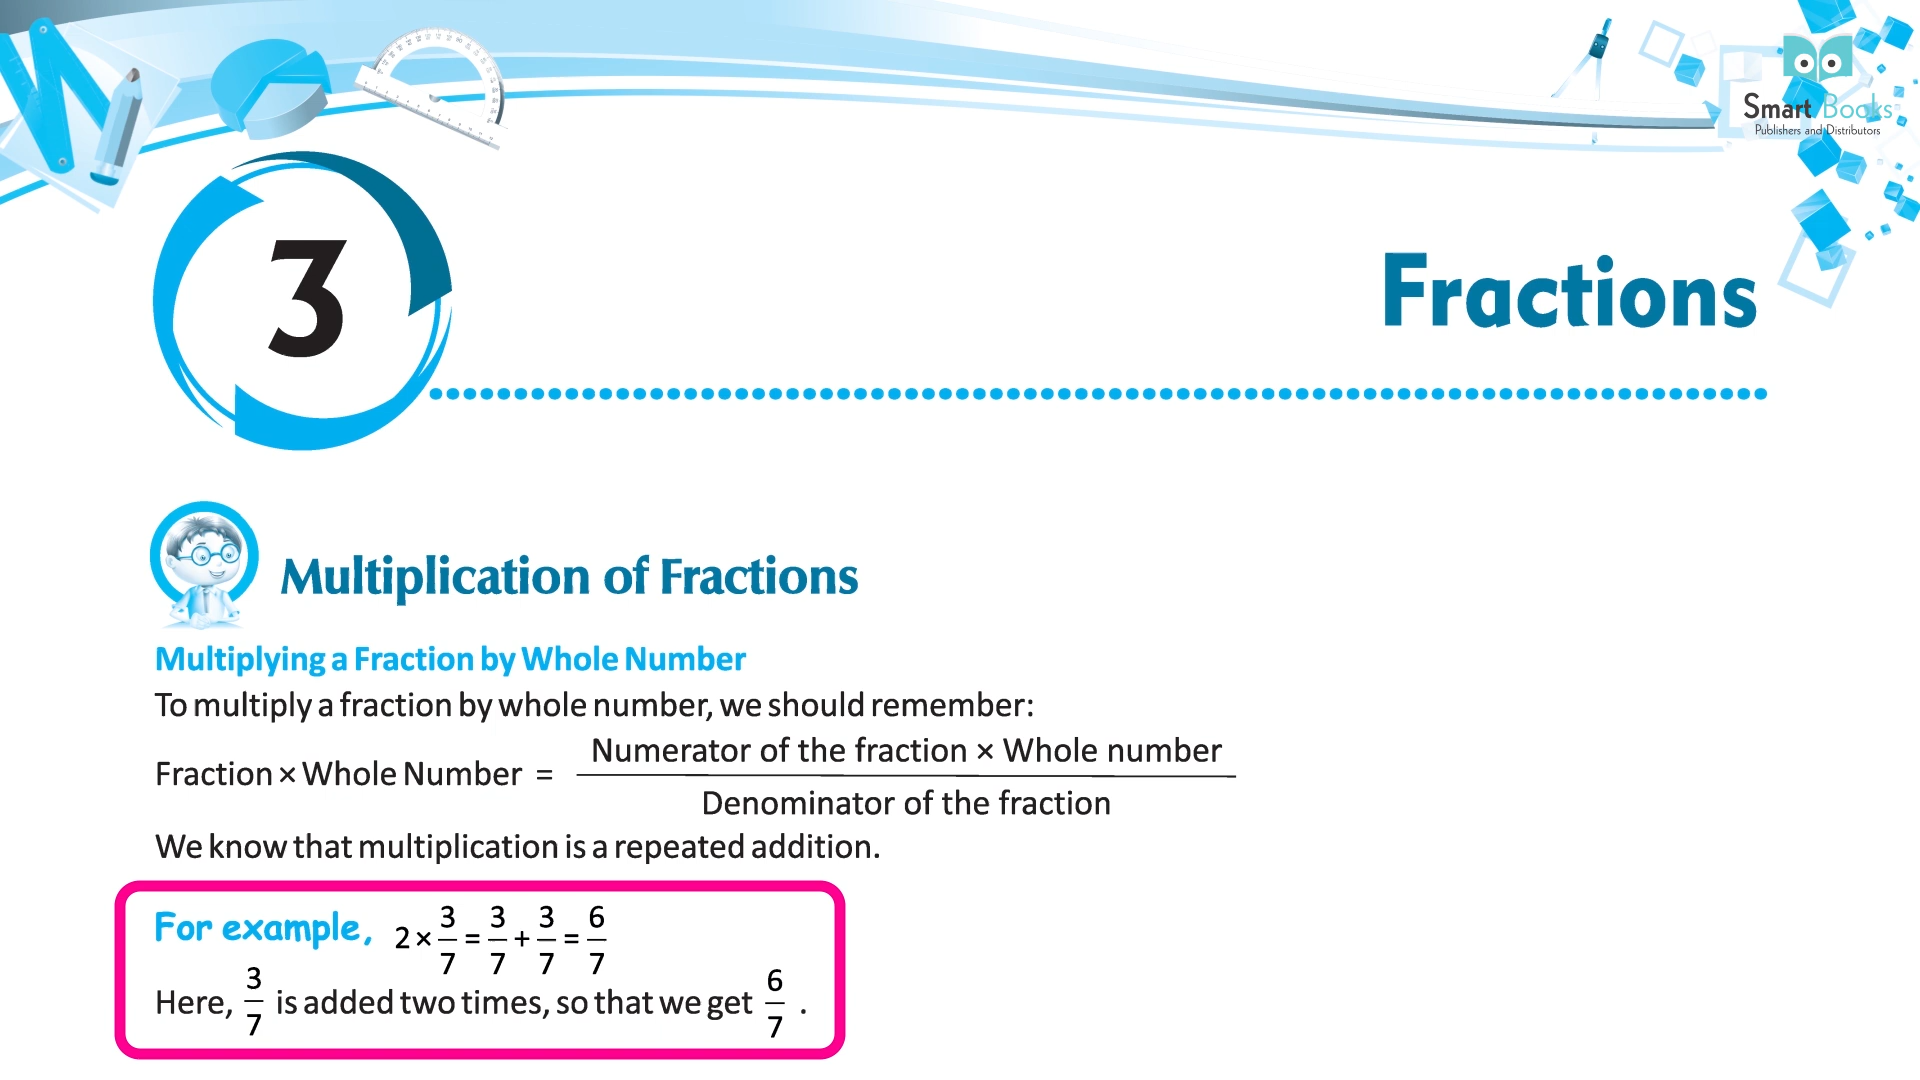 Smart Books
Publishers and Distributors
3
Fractions
Multiplication of Fractions
Multiplying a Fraction by Whole Number
To multiply a fraction by whole number, we should remember:
Fraction × Whole Number = Numerator of the fraction × Whole number / Denominator of the fraction
We know that multiplication is a repeated addition.
For example, 2 × 3/7 = 3/7 + 3/7 = 6/7
Here, 3/7 is added two times, so that we get 6/7 .